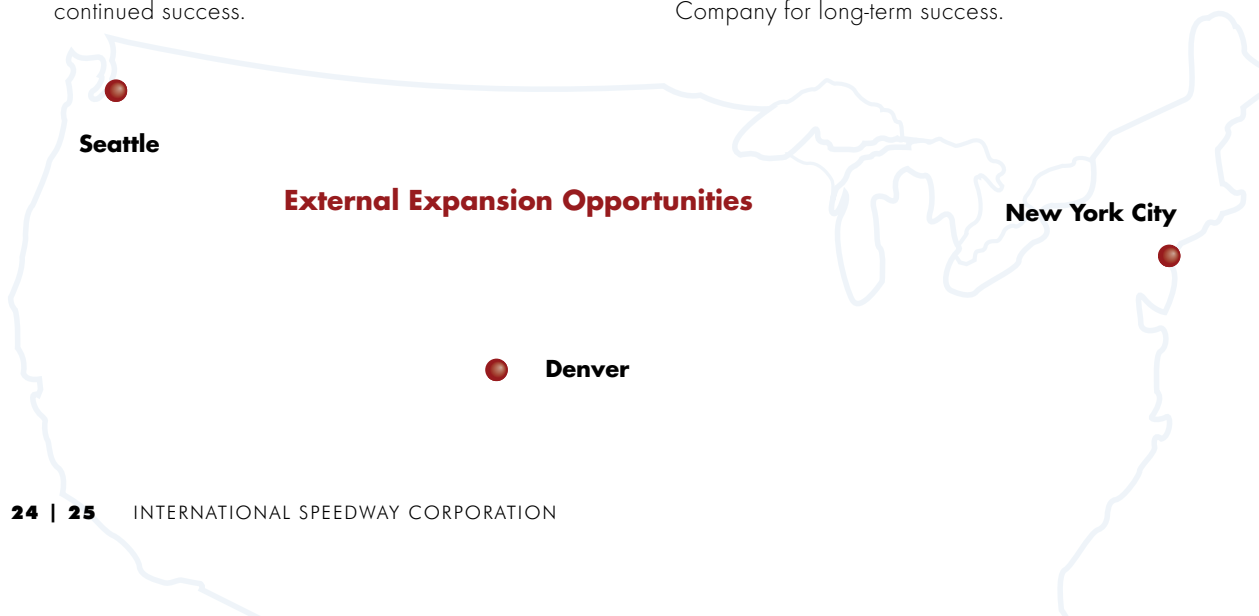 continued success.
Company for long-term success.
Seattle
External Expansion Opportunities
New York City
Denver
24 | 25 INTERNATIONAL SPEEDWAY CORPORATION